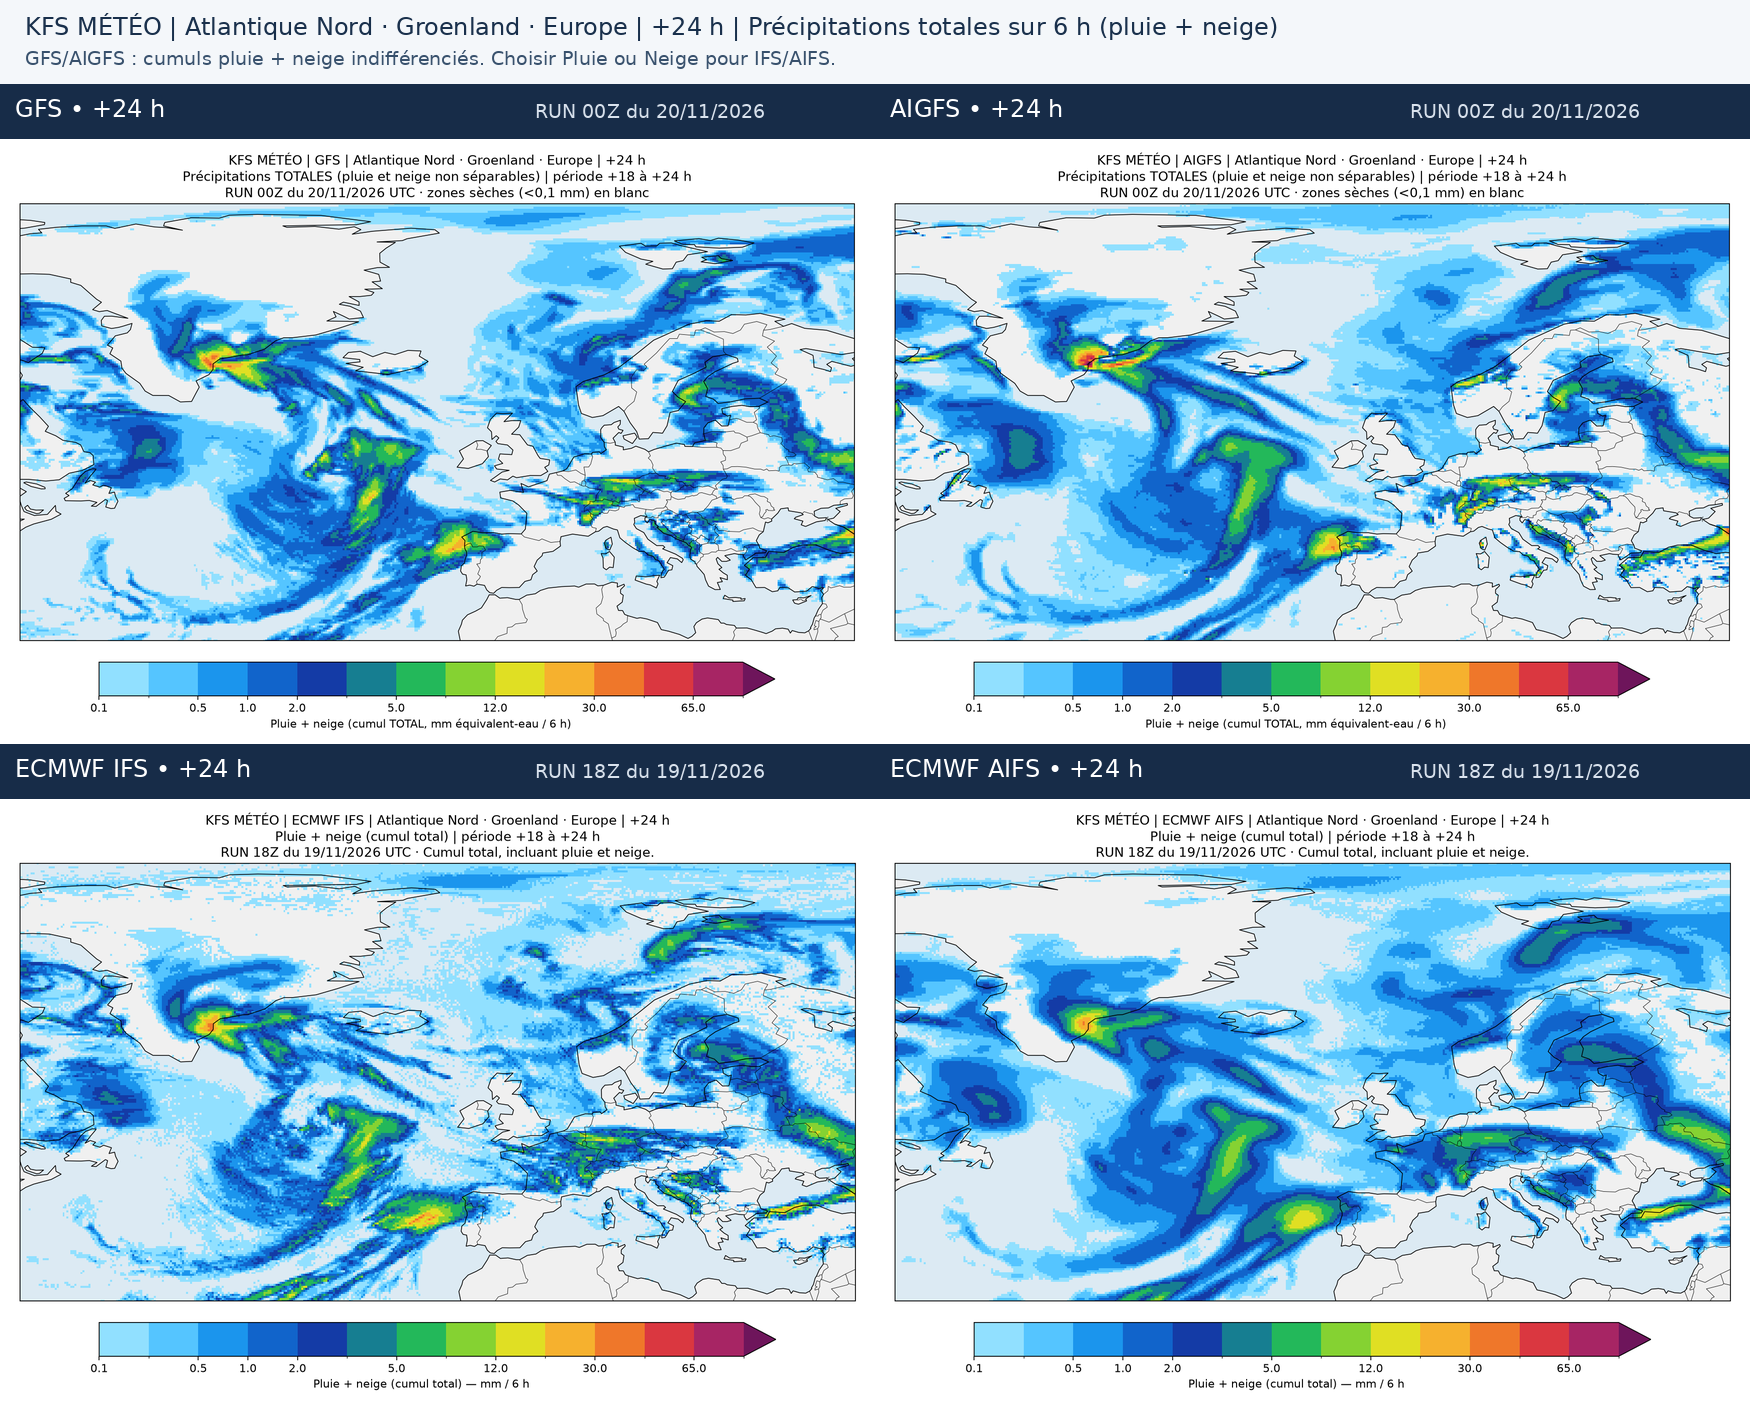 KFS MÉTÉO | Atlantique Nord · Groenland · Europe | +24 h | Précipitations totales sur 6 h (pluie + neige)
GFS/AIGFS : cumuls pluie + neige indifférenciés. Choisir Pluie ou Neige pour IFS/AIFS.
GFS • +24 h
RUN 00Z du 20/11/2026
AIGFS • +24 h
RUN 00Z du 20/11/2026
KFS MÉTÉO | GFS | Atlantique Nord · Groenland · Europe | +24 h
Précipitations TOTALES (pluie et neige non séparables) | période +18 à +24 h
RUN 00Z du 20/11/2026 UTC · zones sèches (<0,1 mm) en blanc
KFS MÉTÉO | AIGFS | Atlantique Nord · Groenland · Europe | +24 h
Précipitations TOTALES (pluie et neige non séparables) | période +18 à +24 h
RUN 00Z du 20/11/2026 UTC · zones sèches (<0,1 mm) en blanc
0.1 0.5 1.0 2.0 5.0 12.0 30.0 65.0
Pluie + neige (cumul TOTAL, mm équivalent-eau / 6 h)
0.1 0.5 1.0 2.0 5.0 12.0 30.0 65.0
Pluie + neige (cumul TOTAL, mm équivalent-eau / 6 h)
ECMWF IFS • +24 h
RUN 18Z du 19/11/2026
ECMWF AIFS • +24 h
RUN 18Z du 19/11/2026
KFS MÉTÉO | ECMWF IFS | Atlantique Nord · Groenland · Europe | +24 h
Pluie + neige (cumul total) | période +18 à +24 h
RUN 18Z du 19/11/2026 UTC · Cumul total, incluant pluie et neige.
KFS MÉTÉO | ECMWF AIFS | Atlantique Nord · Groenland · Europe | +24 h
Pluie + neige (cumul total) | période +18 à +24 h
RUN 18Z du 19/11/2026 UTC · Cumul total, incluant pluie et neige.
0.1 0.5 1.0 2.0 5.0 12.0 30.0 65.0
Pluie + neige (cumul total) — mm / 6 h
0.1 0.5 1.0 2.0 5.0 12.0 30.0 65.0
Pluie + neige (cumul total) — mm / 6 h